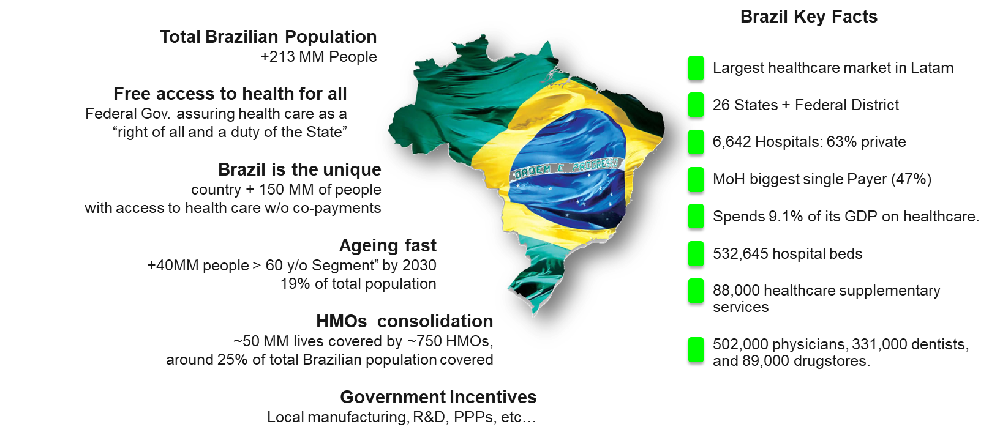 Total Brazilian Population
+213 MM People
Free access to health for all
Federal Gov. assuring health care as a
“right of all and a duty of the State”
Brazil is the unique
country + 150 MM of people
with access to health care w/o co-payments
Ageing fast
+40MM people > 60 y/o Segment” by 2030
19% of total population
HMOs consolidation
~50 MM lives covered by ~750 HMOs,
around 25% of total Brazilian population covered
Government Incentives
Local manufacturing, R&D, PPPs, etc…
ORDEM E PROGRESSO
Brazil Key Facts
Largest healthcare market in Latam
26 States + Federal District
6,642 Hospitals: 63% private
MoH biggest single Payer (47%)
Spends 9.1% of its GDP on healthcare.
532,645 hospital beds
88,000 healthcare supplementary
services
502,000 physicians, 331,000 dentists,
and 89,000 drugstores.